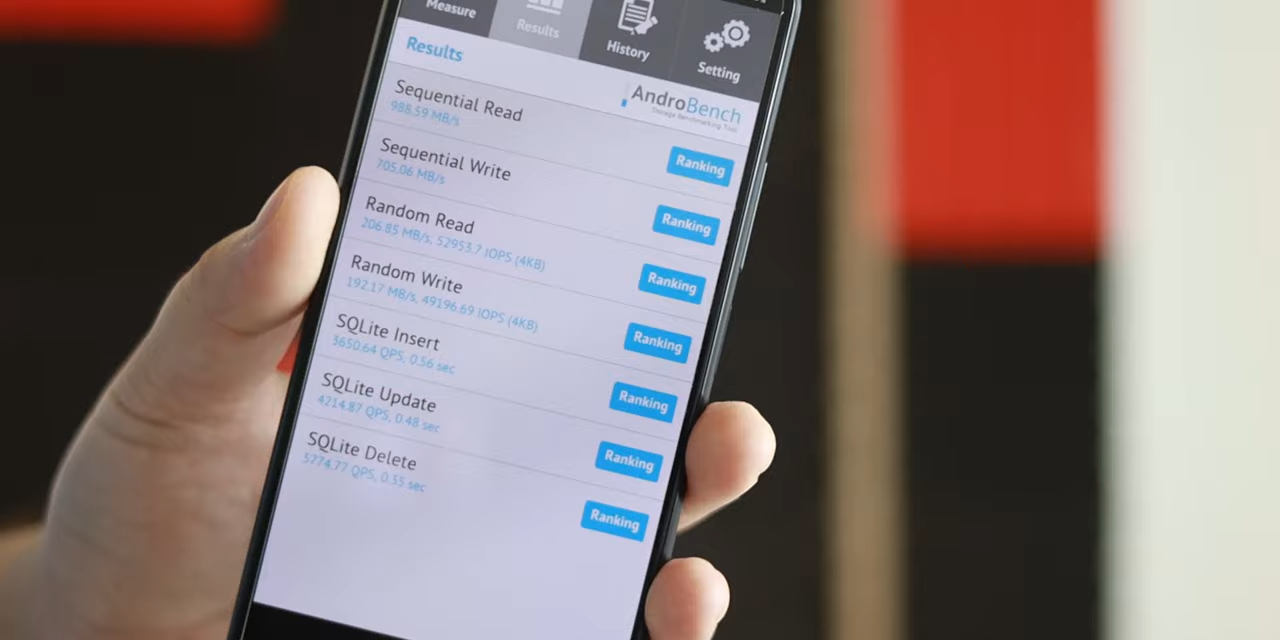 Measure
Results
History
Setting
Results
AndroBench
Storage Benchmarking Tool
Sequential Read
988.59 MB/s
Ranking
Sequential Write
705.06 MB/s
Ranking
Random Read
206.85 MB/s, 52953.7 IOPS (4KB)
Ranking
Random Write
192.17 MB/s, 49196.69 IOPS (4KB)
Ranking
SQLite Insert
3650.64 QPS, 0.56 sec
Ranking
SQLite Update
4214.87 QPS, 0.48 sec
Ranking
SQLite Delete
5774.77 QPS, 0.35 sec
Ranking